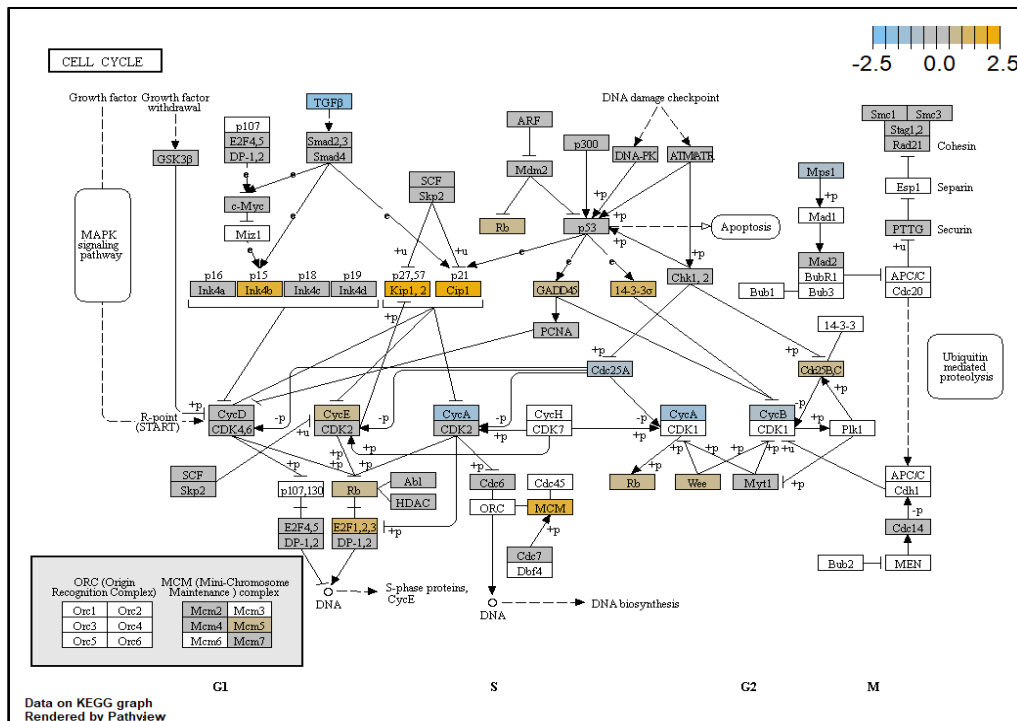 CELL CYCLE
-2.5 0.0 2.5
Growth factor
Growth factor
withdrawal
TGFβ
DNA damage checkpoint
p107
E2F4,5
DP-1,2
Smad2,3
Smad4
GSK3β
ARF
p300
DNA-PK
ATM/ATR
Mdm2
Smc1
Smc3
Stag1,2
Rad21
Cohesin
Mps1
Esp1
Separin
+p
Mad1
PTTG
Securin
+u
e
e
SCF
Skp2
c-Myc
Miz1
e
e
e
MAPK
signaling
pathway
Rb
+p
+p
p53
+p
Apoptosis
+u
+u
e
e
e
+p
Mad2
BubR1
Bub3
Bub1
APC/C
Cdc20
p16
Ink4a
p15
Ink4b
p18
Ink4c
p19
Ink4d
p27,57
Kip1, 2
p21
Cip1
GADD45
14-3-3σ
Chk1, 2
+p
PCNA
14-3-3
+p
+p
Cdc25A
Cdc25B,C
Ubiquitin
mediated
proteolysis
+p
R-point
(START)
CycD
CDK4,6
-p
+u
CycE
CDK2
-p
CycA
CDK2
-p
+p
CycH
CDK7
-p
+p
CycA
CDK1
-p
CycB
CDK1
-p
+p
+p
+u
Plk1
SCF
Skp2
+p
+p
+p
+p
+p
p107,130
Rb
Abl
HDAC
Cdc6
Cdc45
ORC
MCM
+p
Rb
+p
Wee
+p
Myt1
+p
APC/C
Cdh1
-p
Cdc14
E2F4,5
DP-1,2
E2F1,2,3
DP-1,2
+p
Cdc7
Dbf4
Bub2
MEN
DNA
S-phase proteins,
CycE
DNA
DNA biosynthesis
ORC (Origin
Recognition Complex)
MCM (Mini-Chromosome
Maintenance ) complex
Orc1 Orc2 Mcm2 Mcm3
Orc3 Orc4 Mcm4 Mcm5
Orc5 Orc6 Mcm6 Mcm7
G1 S G2 M
Data on KEGG graph
Rendered by Pathview